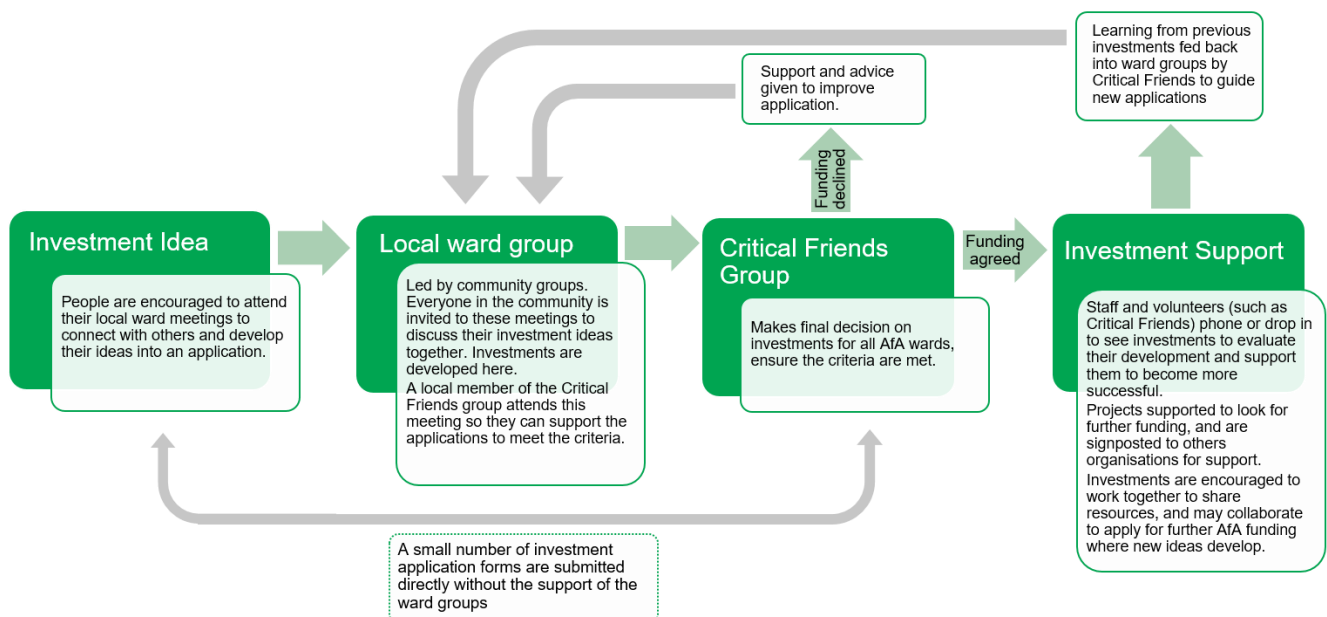 Learning from previous
investments fed back
into ward groups by
Critical Friends to guide
new applications
Support and advice
given to improve
application.
Funding
declined
Investment Idea
People are encouraged to attend
their local ward meetings to
connect with others and develop
their ideas into an application.
Local ward group
Led by community groups.
Everyone in the community is
invited to these meetings to
discuss their investment ideas
together. Investments are
developed here.
A local member of the Critical
Friends group attends this
meeting so they can support the
applications to meet the criteria.
Critical Friends
Group
Makes final decision on
investments for all AfA wards,
ensure the criteria are met.
Funding
agreed
Investment Support
Staff and volunteers (such as
Critical Friends) phone or drop in
to see investments to evaluate
their development and support
them to become more
successful.
Projects supported to look for
further funding, and are
signposted to others
organisations for support.
Investments are encouraged to
work together to share
resources, and may collaborate
to apply for further AfA funding
where new ideas develop.
A small number of investment
application forms are submitted
directly without the support of the
ward groups